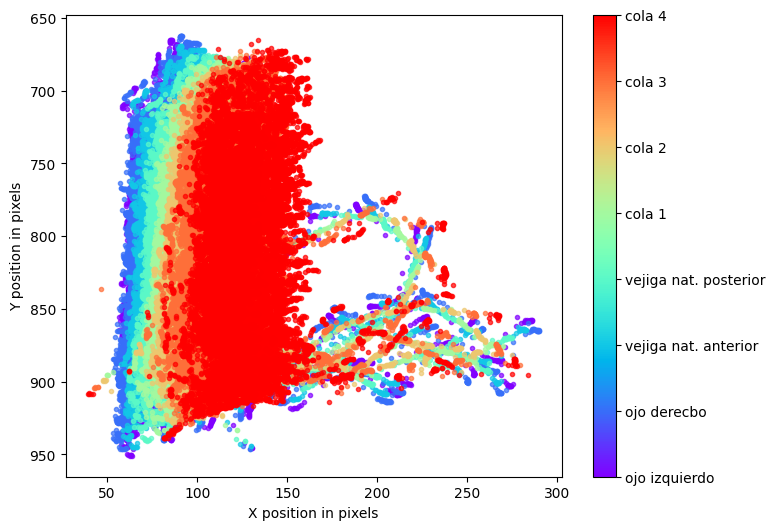 650
700
750
800
850
900
950
Y position in pixels
50
100
150
200
250
300
X position in pixels
cola 4
cola 3
cola 2
cola 1
vejiga nat. posterior
vejiga nat. anterior
ojo derecbo
ojo izquierdo